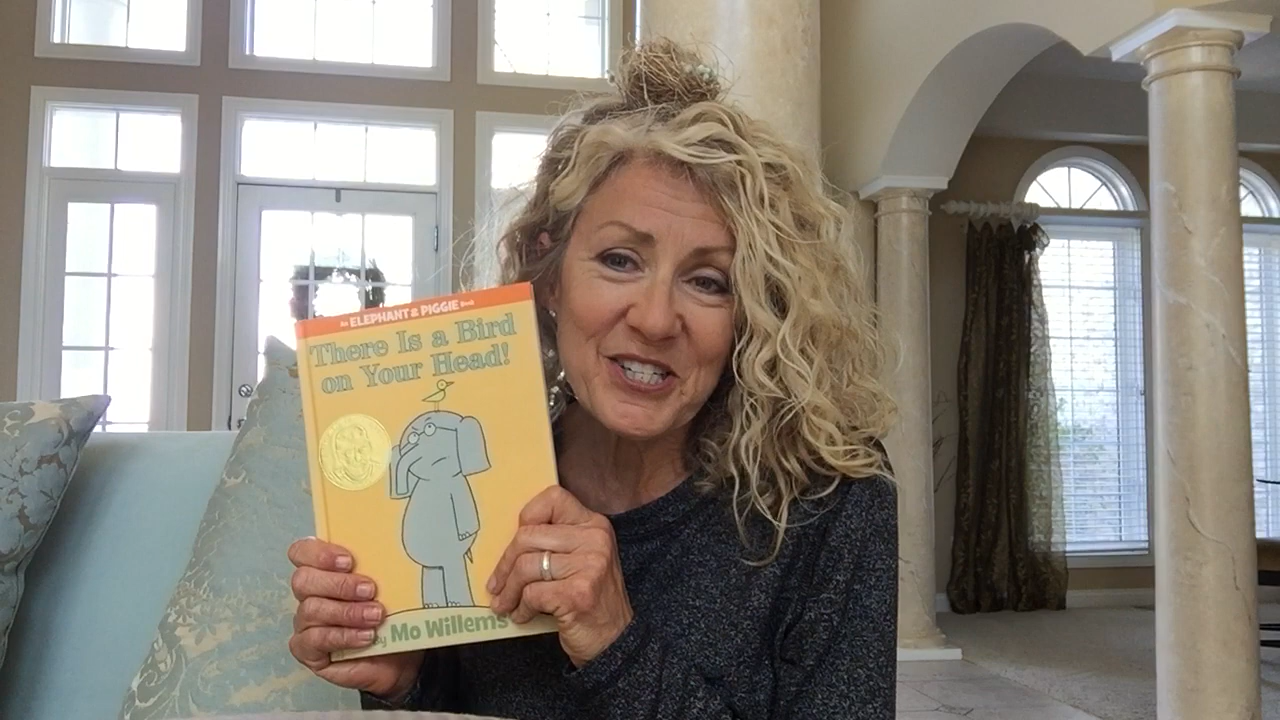 An ELEPHANT & PIGGIE Book
There Is a Bird
on Your Head!
By Mo Willems